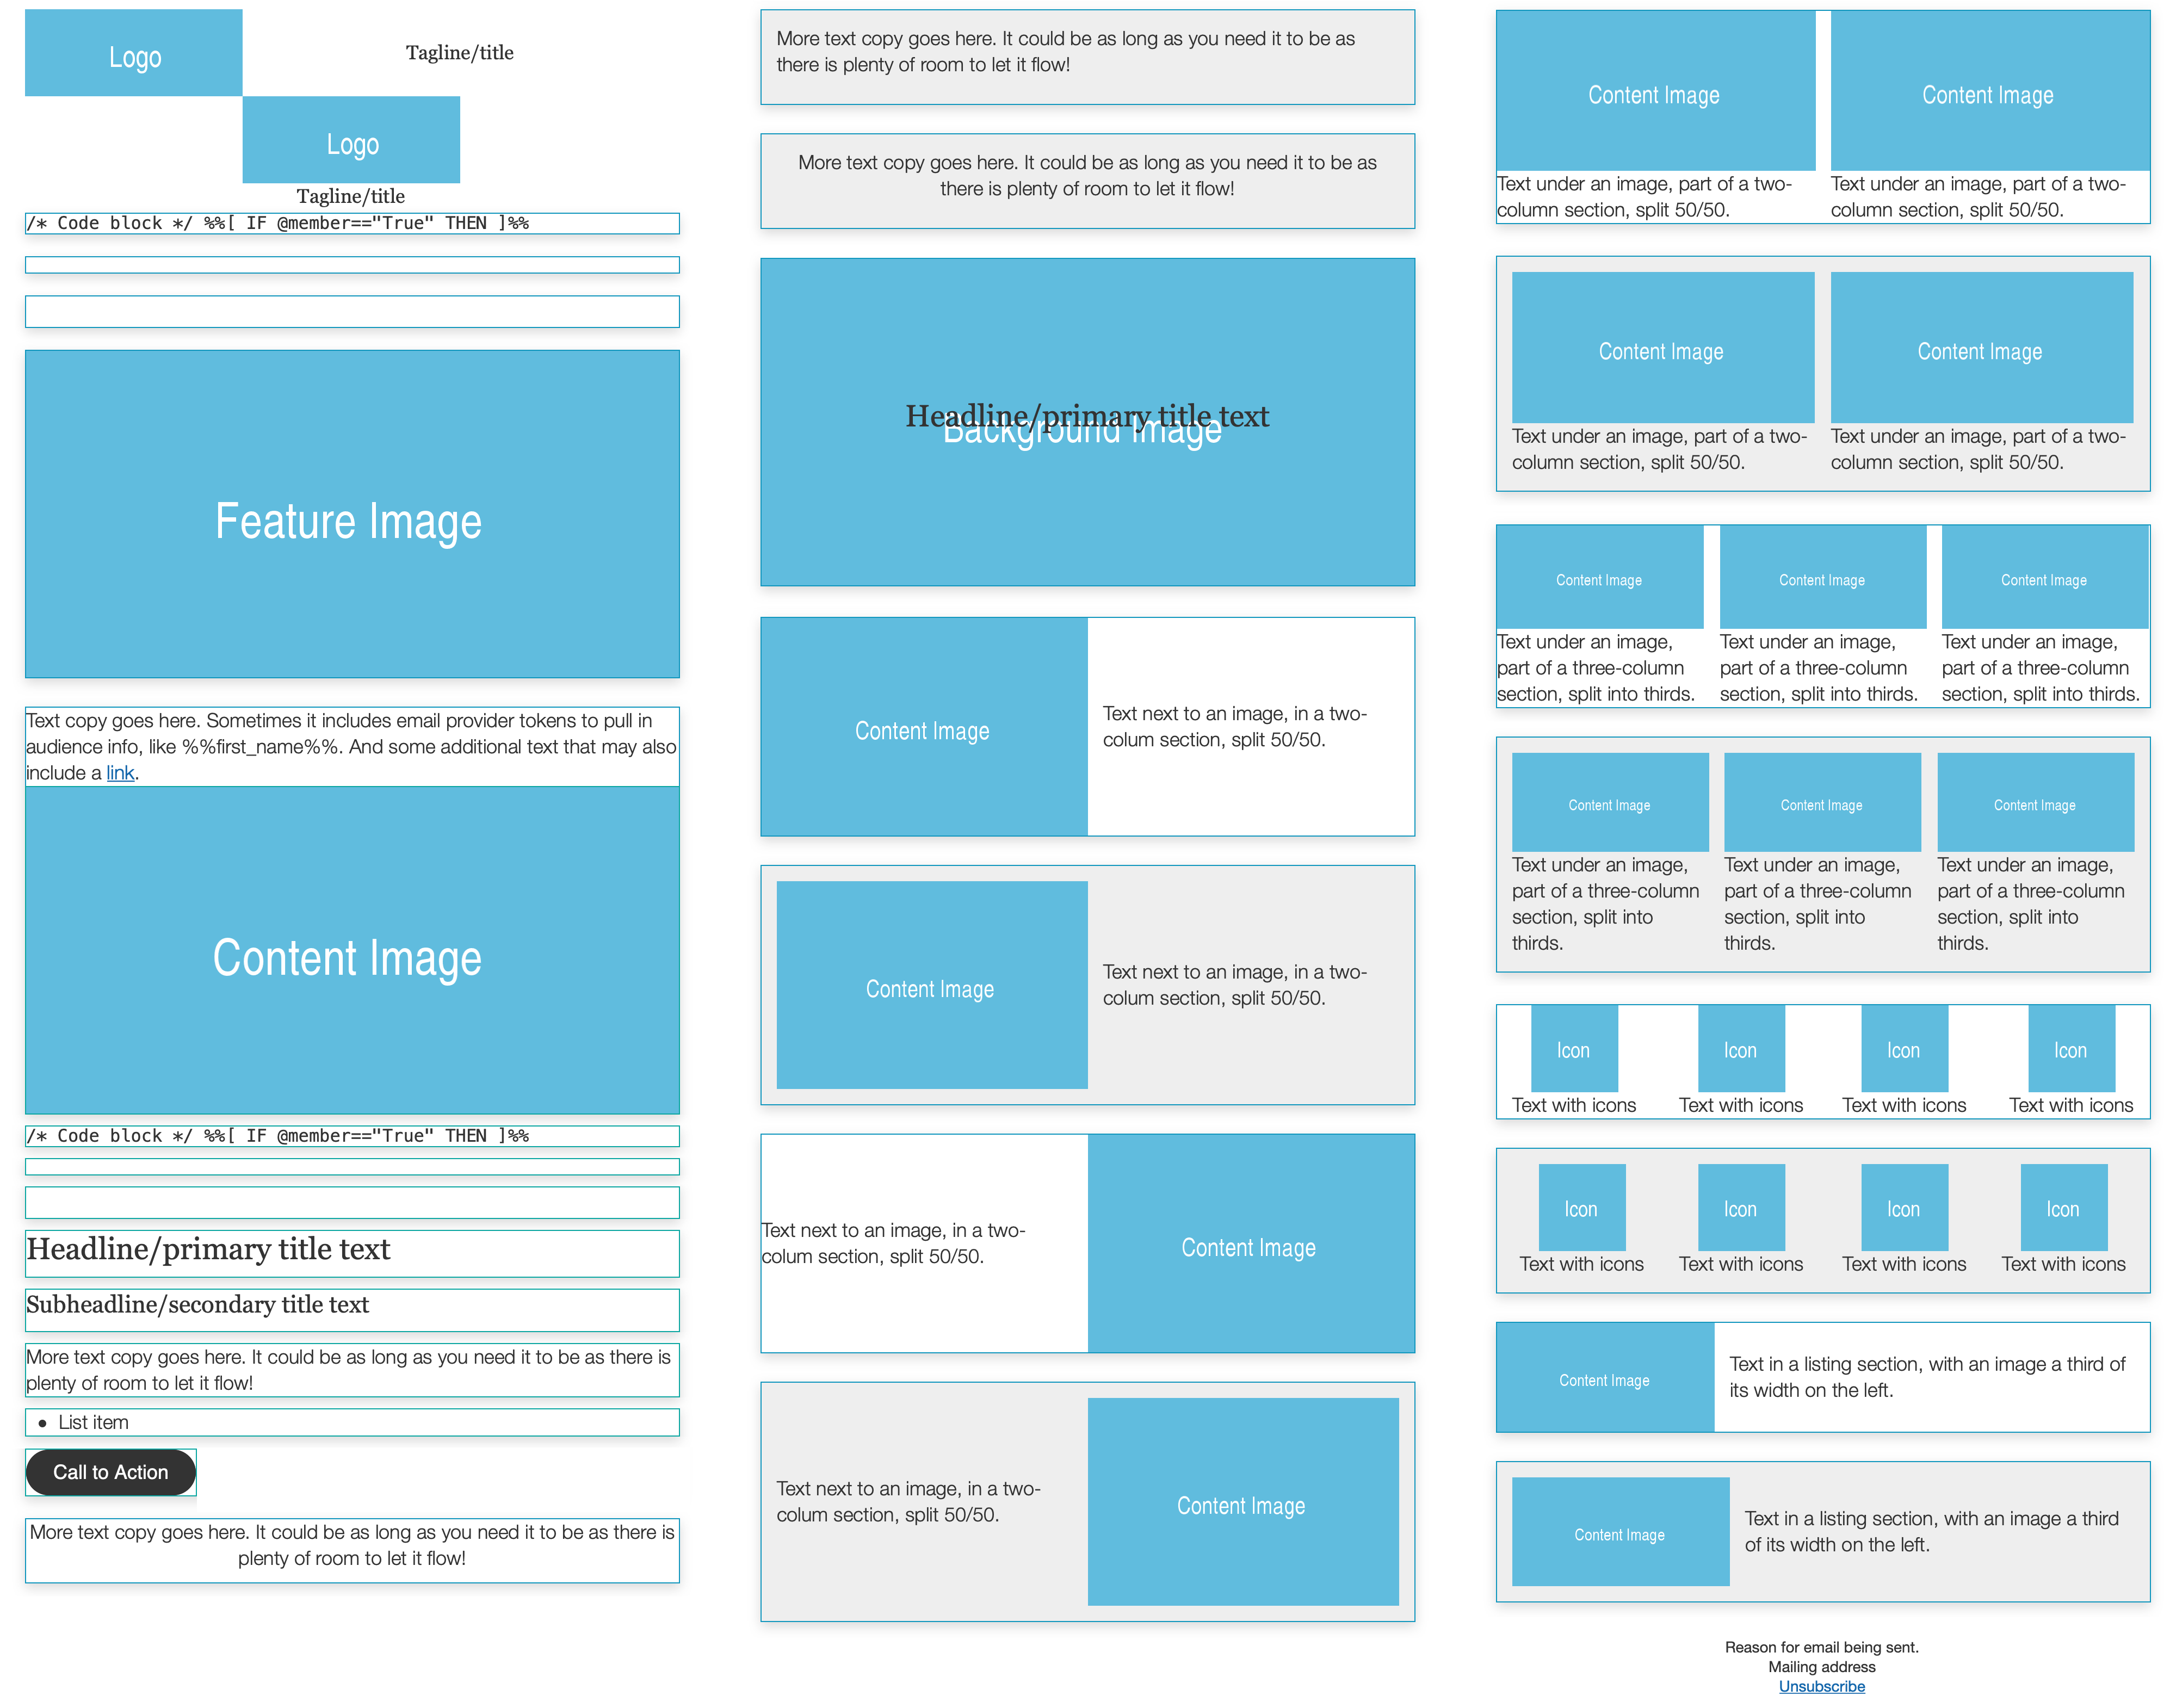 Logo
Tagline/title
Logo
Tagline/title
/* Code block */ %%[ IF @member=="True" THEN ]%%
Feature Image
Text copy goes here. Sometimes it includes email provider tokens to pull in
audience info, like %%first_name%%. And some additional text that may also
include a link.
Content Image
/* Code block */ %%[ IF @member=="True" THEN ]%%
Headline/primary title text
Subheadline/secondary title text
More text copy goes here. It could be as long as you need it to be as there is
plenty of room to let it flow!
● List item
Call to Action
More text copy goes here. It could be as long as you need it to be as there is
plenty of room to let it flow!
More text copy goes here. It could be as long as you need it to be as
there is plenty of room to let it flow!
More text copy goes here. It could be as long as you need it to be as
there is plenty of room to let it flow!
Headline/primary title text
Background Image
Content Image
Text next to an image, in a two-
colum section, split 50/50.
Content Image
Text next to an image, in a two-
colum section, split 50/50.
Text next to an image, in a two-
colum section, split 50/50.
Content Image
Text next to an image, in a two-
colum section, split 50/50.
Content Image
Content Image
Content Image
Text under an image, part of a two-
column section, split 50/50.
Text under an image, part of a two-
column section, split 50/50.
Content Image
Content Image
Text under an image, part of a two-
column section, split 50/50.
Text under an image, part of a two-
column section, split 50/50.
Content Image
Content Image
Content Image
Text under an image,
part of a three-column
section, split into thirds.
Text under an image,
part of a three-column
section, split into thirds.
Text under an image,
part of a three-column
section, split into thirds.
Content Image
Content Image
Content Image
Text under an image,
part of a three-column
section, split into
thirds.
Text under an image,
part of a three-column
section, split into
thirds.
Text under an image,
part of a three-column
section, split into
thirds.
Icon
Icon
Icon
Icon
Text with icons
Text with icons
Text with icons
Text with icons
Icon
Icon
Icon
Icon
Text with icons
Text with icons
Text with icons
Text with icons
Content Image
Text in a listing section, with an image a third of
its width on the left.
Content Image
Text in a listing section, with an image a third
of its width on the left.
Reason for email being sent.
Mailing address
Unsubscribe